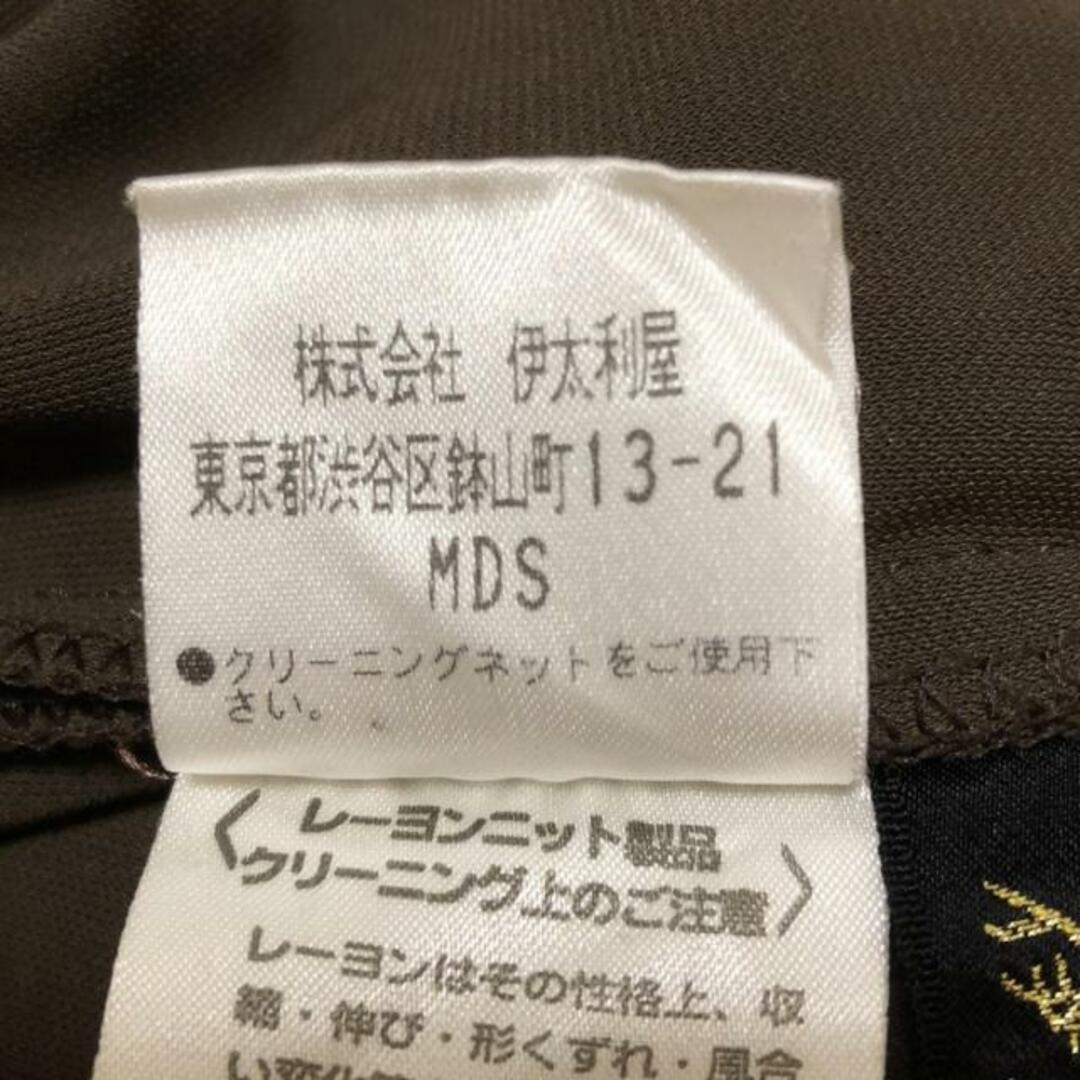 株式会社 伊太利屋
東京都渋谷区鉢山町13-21
MDS
●クリーニングネットをご使用下
さい。
〈レーヨンニット製品
クリーニング上のご注意〉
レーヨンはその性格上、収
縮・伸び・形くずれ・風合
い変化等